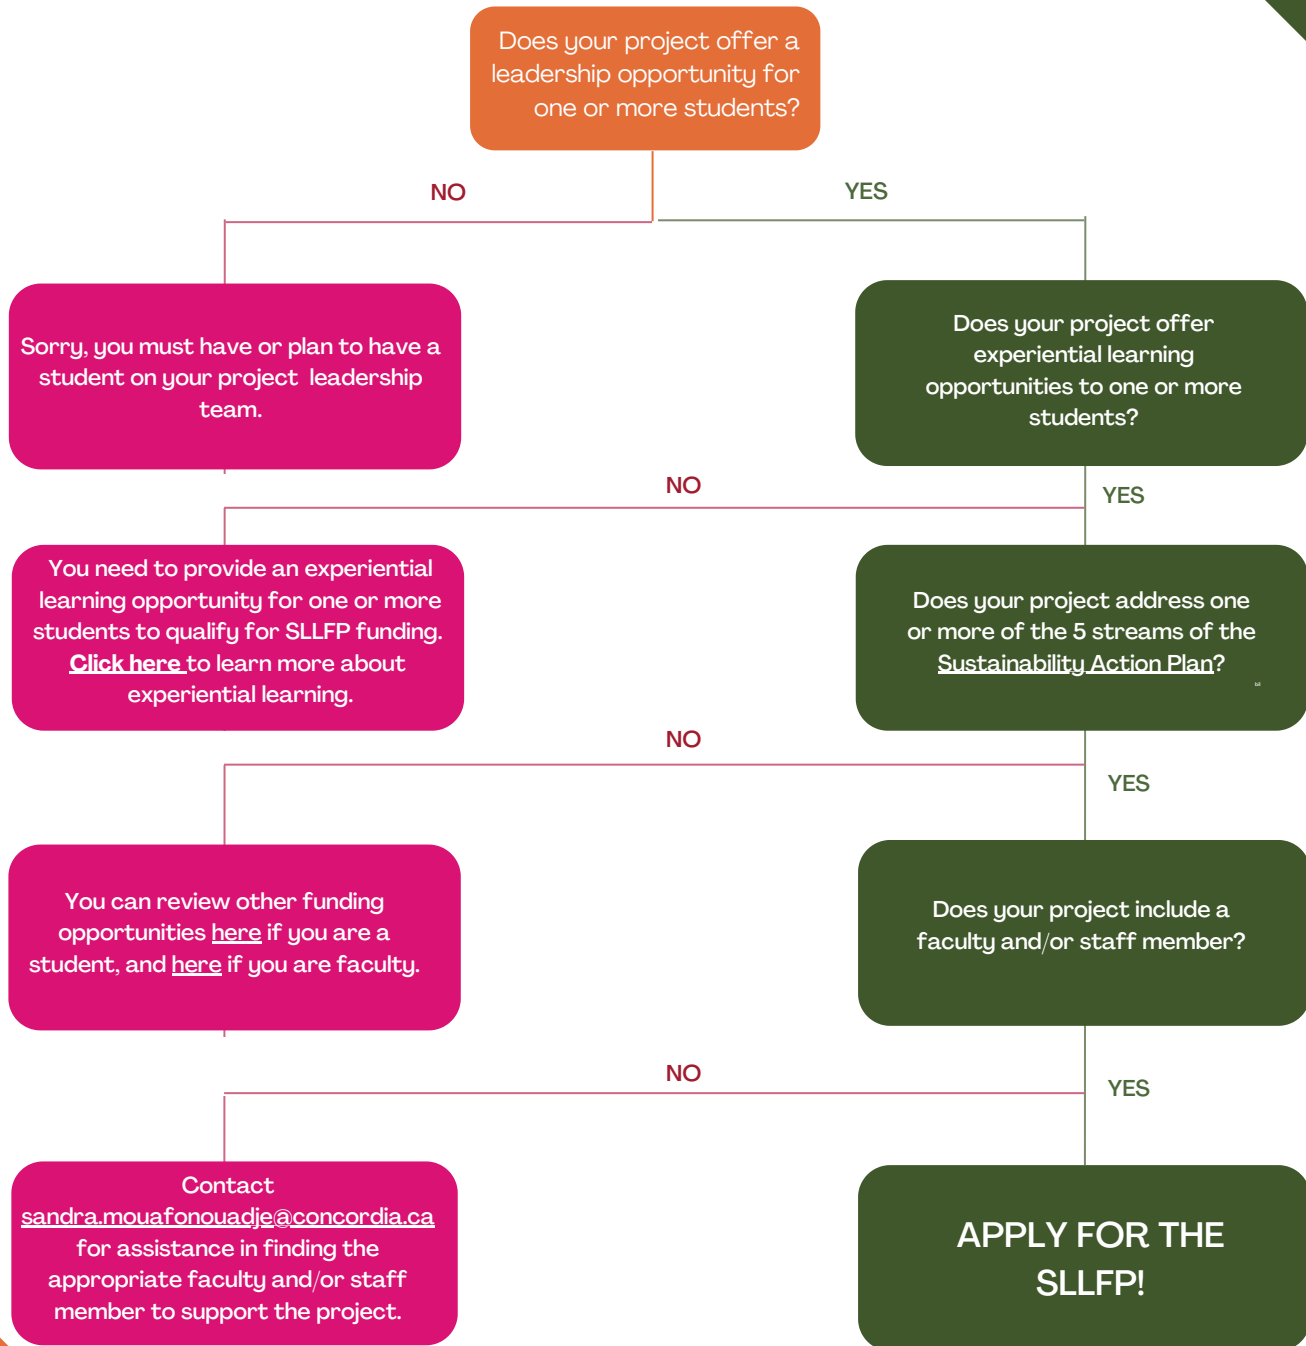 Does your project offer a
leadership opportunity for
one or more students?
NO
YES
Sorry, you must have or plan to have a
student on your project leadership
team.
Does your project offer
experiential learning
opportunities to one or more
students?
NO
YES
You need to provide an experiential
learning opportunity for one or more
students to qualify for SLLFP funding.
Click here to learn more about
experiential learning.
Does your project address one
or more of the 5 streams of the
Sustainability Action Plan?
NO
YES
You can review other funding
opportunities here if you are a
student, and here if you are faculty.
Does your project include a
faculty and/or staff member?
NO
YES
Contact
sandra.mouafonouadje@concordia.ca
for assistance in finding the
appropriate faculty and/or staff
member to support the project.
APPLY FOR THE
SLLFP!